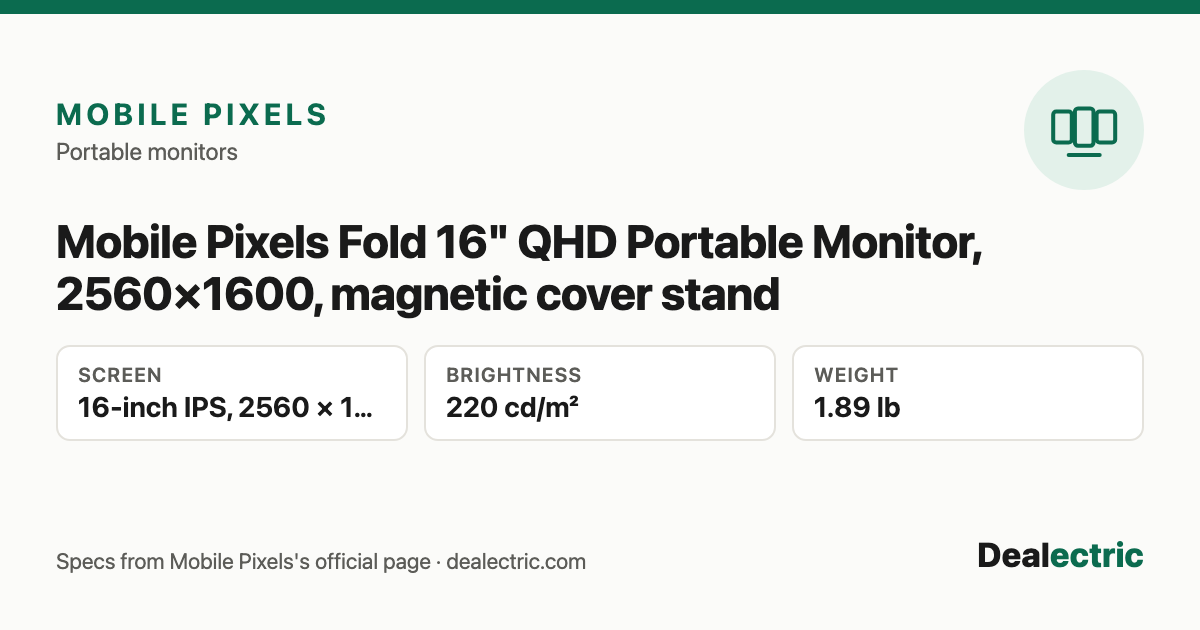 MOBILE PIXELS
Portable monitors
Mobile Pixels Fold 16" QHD Portable Monitor,
2560×1600, magnetic cover stand
SCREEN
16-inch IPS, 2560 × 1...
BRIGHTNESS
220 cd/m²
WEIGHT
1.89 lb
Specs from Mobile Pixels's official page · dealectric.com
Dealectric